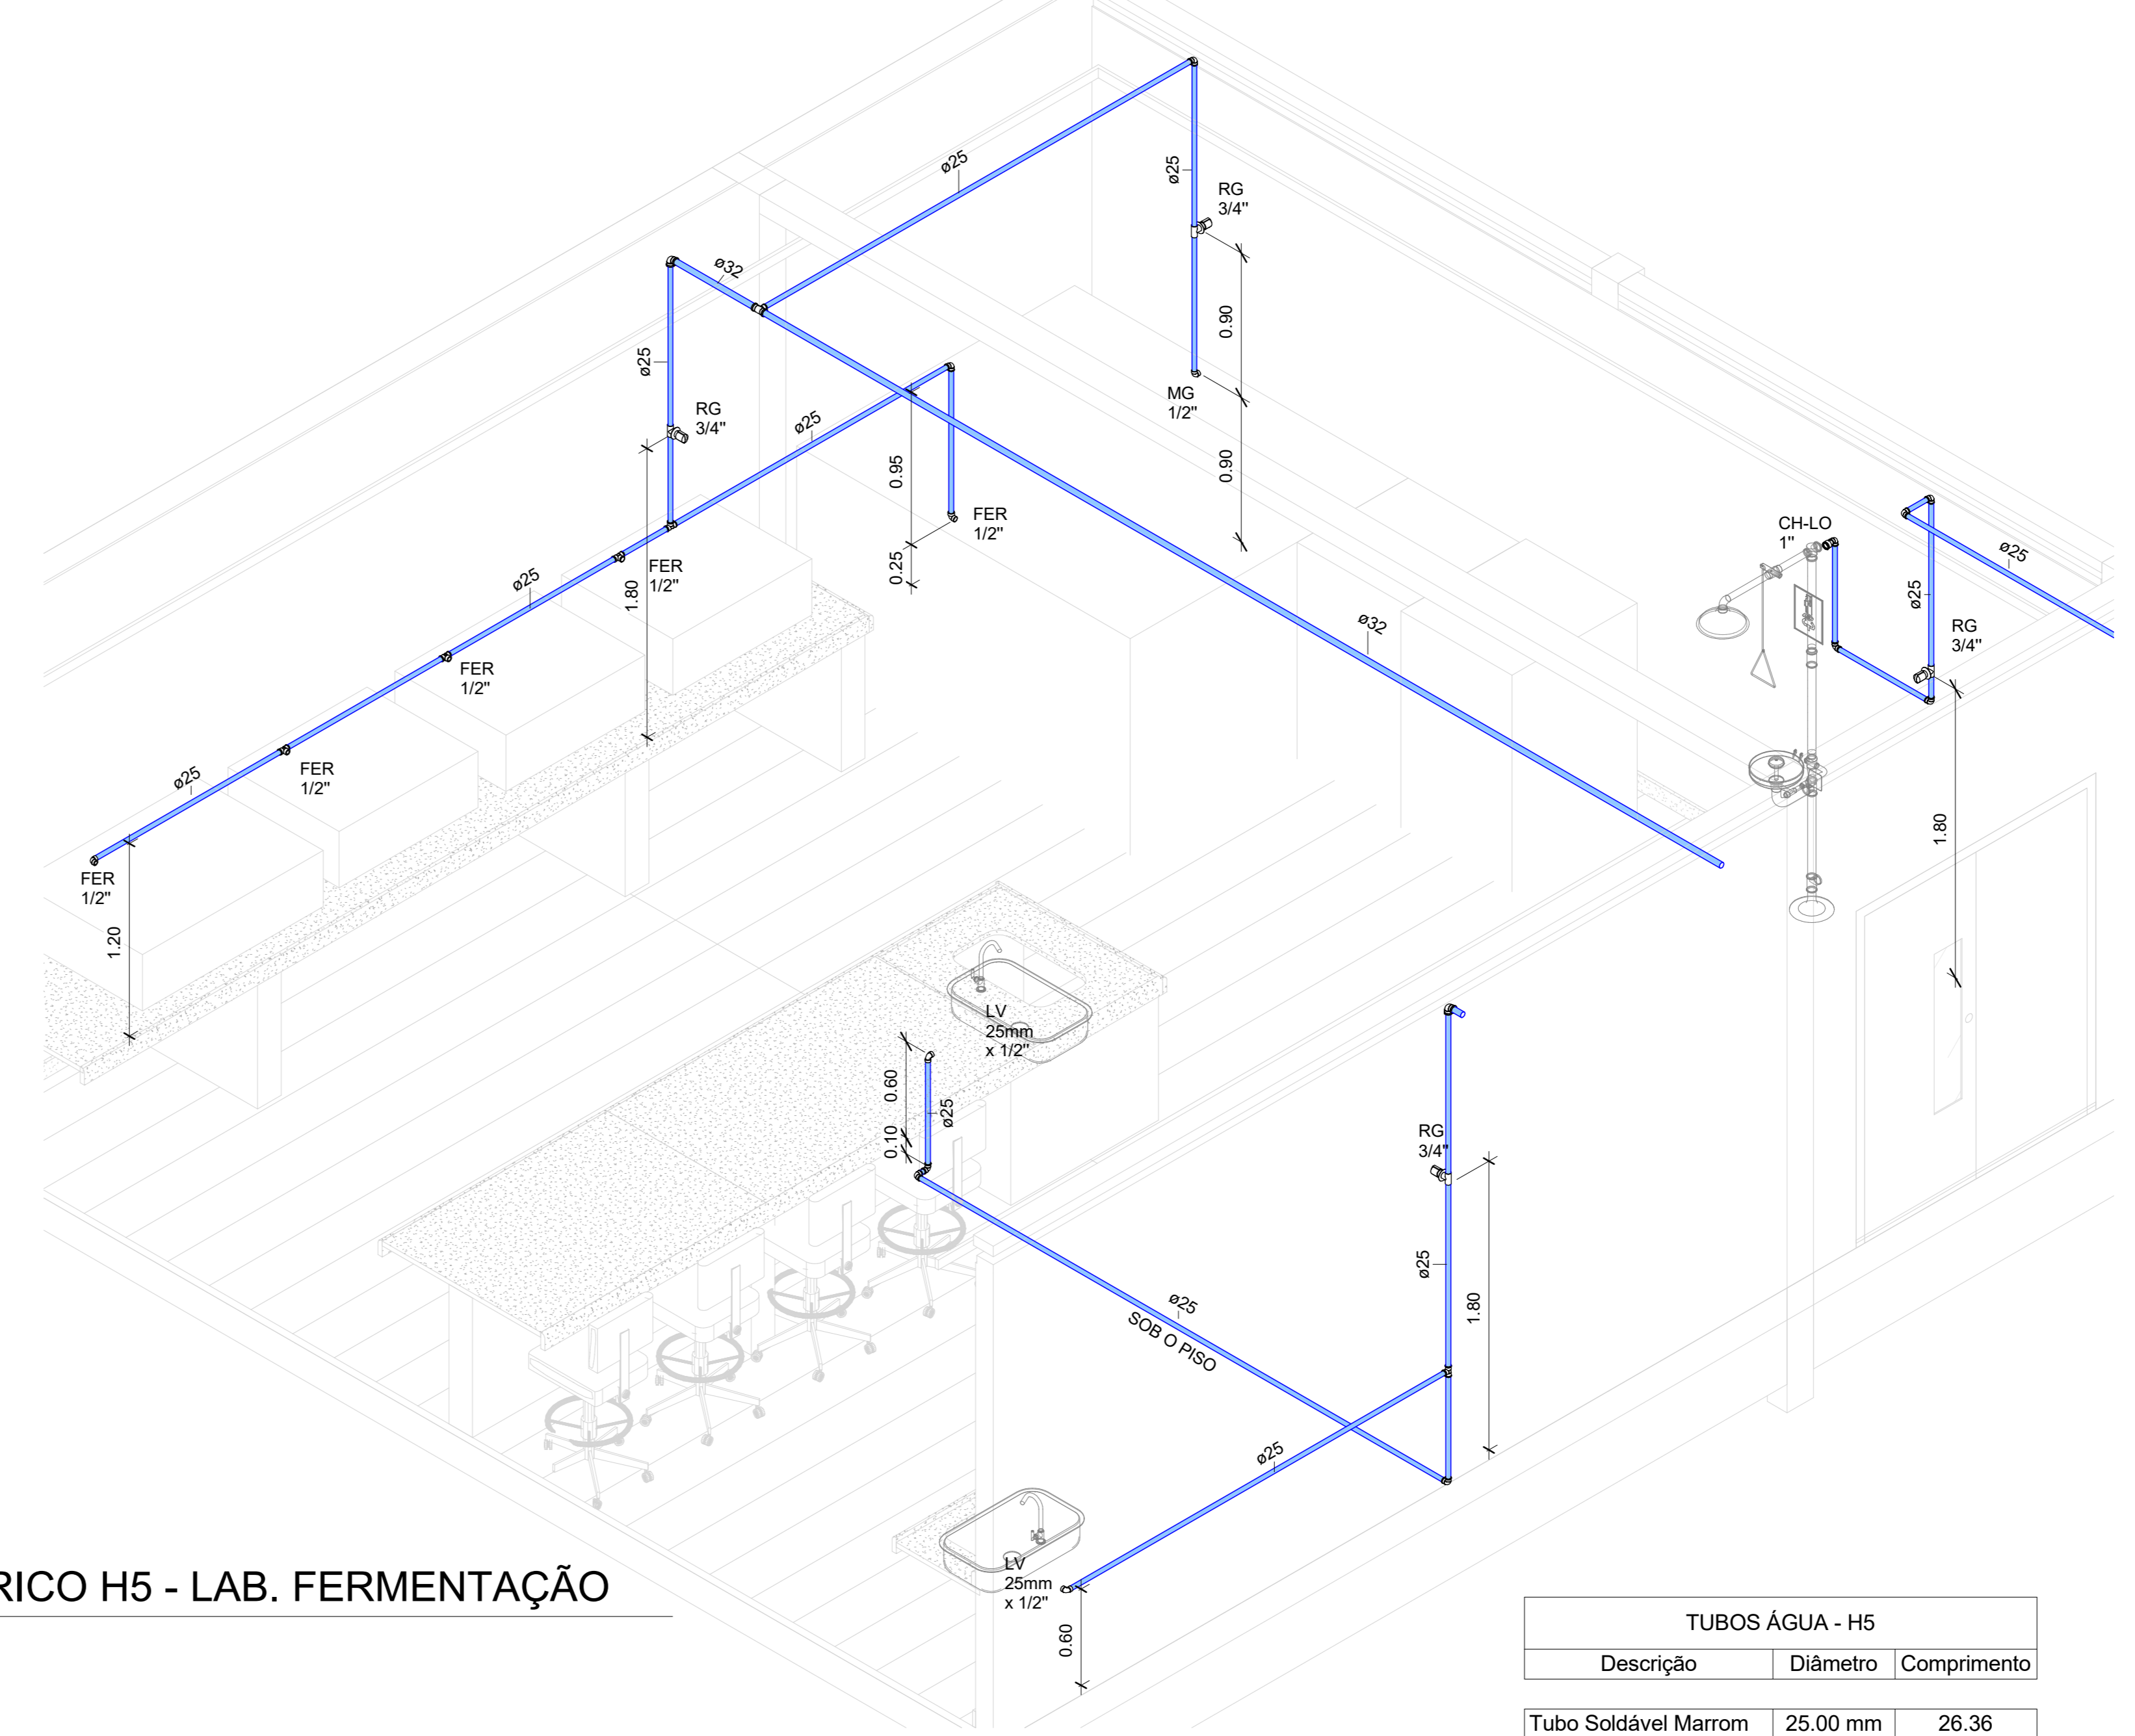 ø25
ø25
RG
3/4"
ø32
0.90
ø25
MG
1/2"
RG
3/4"
ø25
0.90
0.95
FER
1/2"
CH-LO
1"
ø25
0.25
FER
1/2"
1.80
ø25
ø25
RG
3/4"
ø32
FER
1/2"
FER
1/2"
ø25
1.80
FER
1/2"
1.20
LV
25mm
x 1/2"
0.60
ø25
0.10
RG
3/4"
ø25
1.80
ø25
SOB O PISO
ø25
LV
25mm
x 1/2"
0.60
RICO H5 - LAB. FERMENTAÇÃO
TUBOS ÁGUA - H5
Descrição Diâmetro Comprimento
Tubo Soldável Marrom 25.00 mm 26.36